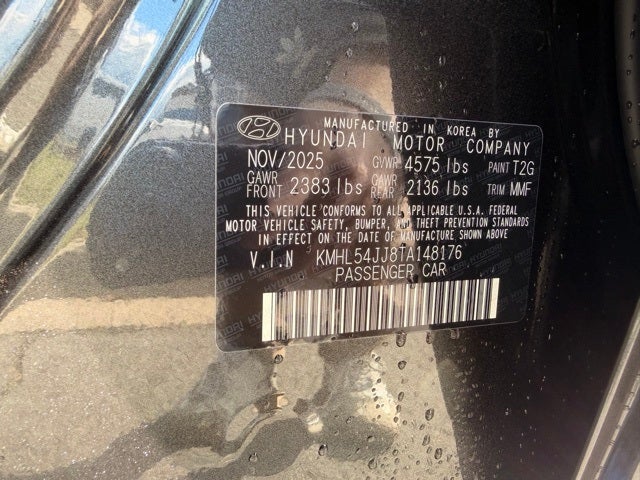 MANUFACTURED IN KOREA BY
HYUNDAI MOTOR COMPANY
NOV/2025 GVWR 4575 lbs PAINT T2G
GAWR FRONT 2383 lbs GAWR REAR 2136 lbs TRIM MMF
THIS VEHICLE CONFORMS TO ALL APPLICABLE U.S.A. FEDERAL
MOTOR VEHICLE SAFETY, BUMPER, AND THEFT PREVENTION STANDARDS
IN EFFECT ON THE DATE OF MANUFACTURE SHOWN ABOVE
V.I.N KMHL54JJ8TA148176
PASSENGER CAR